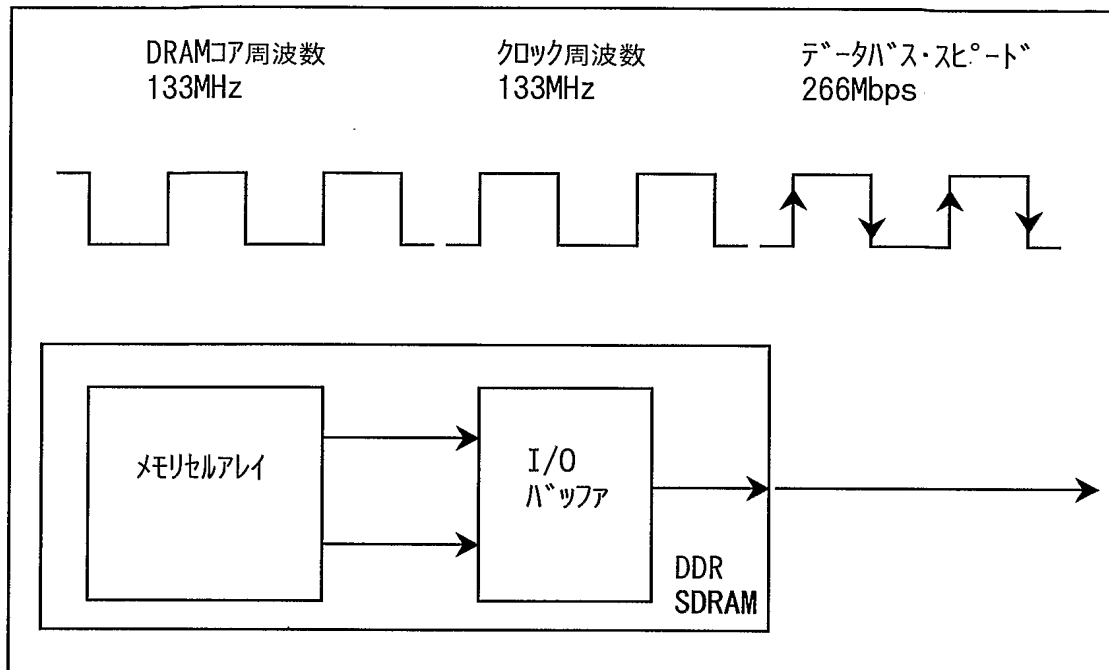 DRAMコア周波数
133MHz
クロック周波数
133MHz
データバス・スピード
266Mbps
メモリセルアレイ
I/O
バッファ
DDR
SDRAM